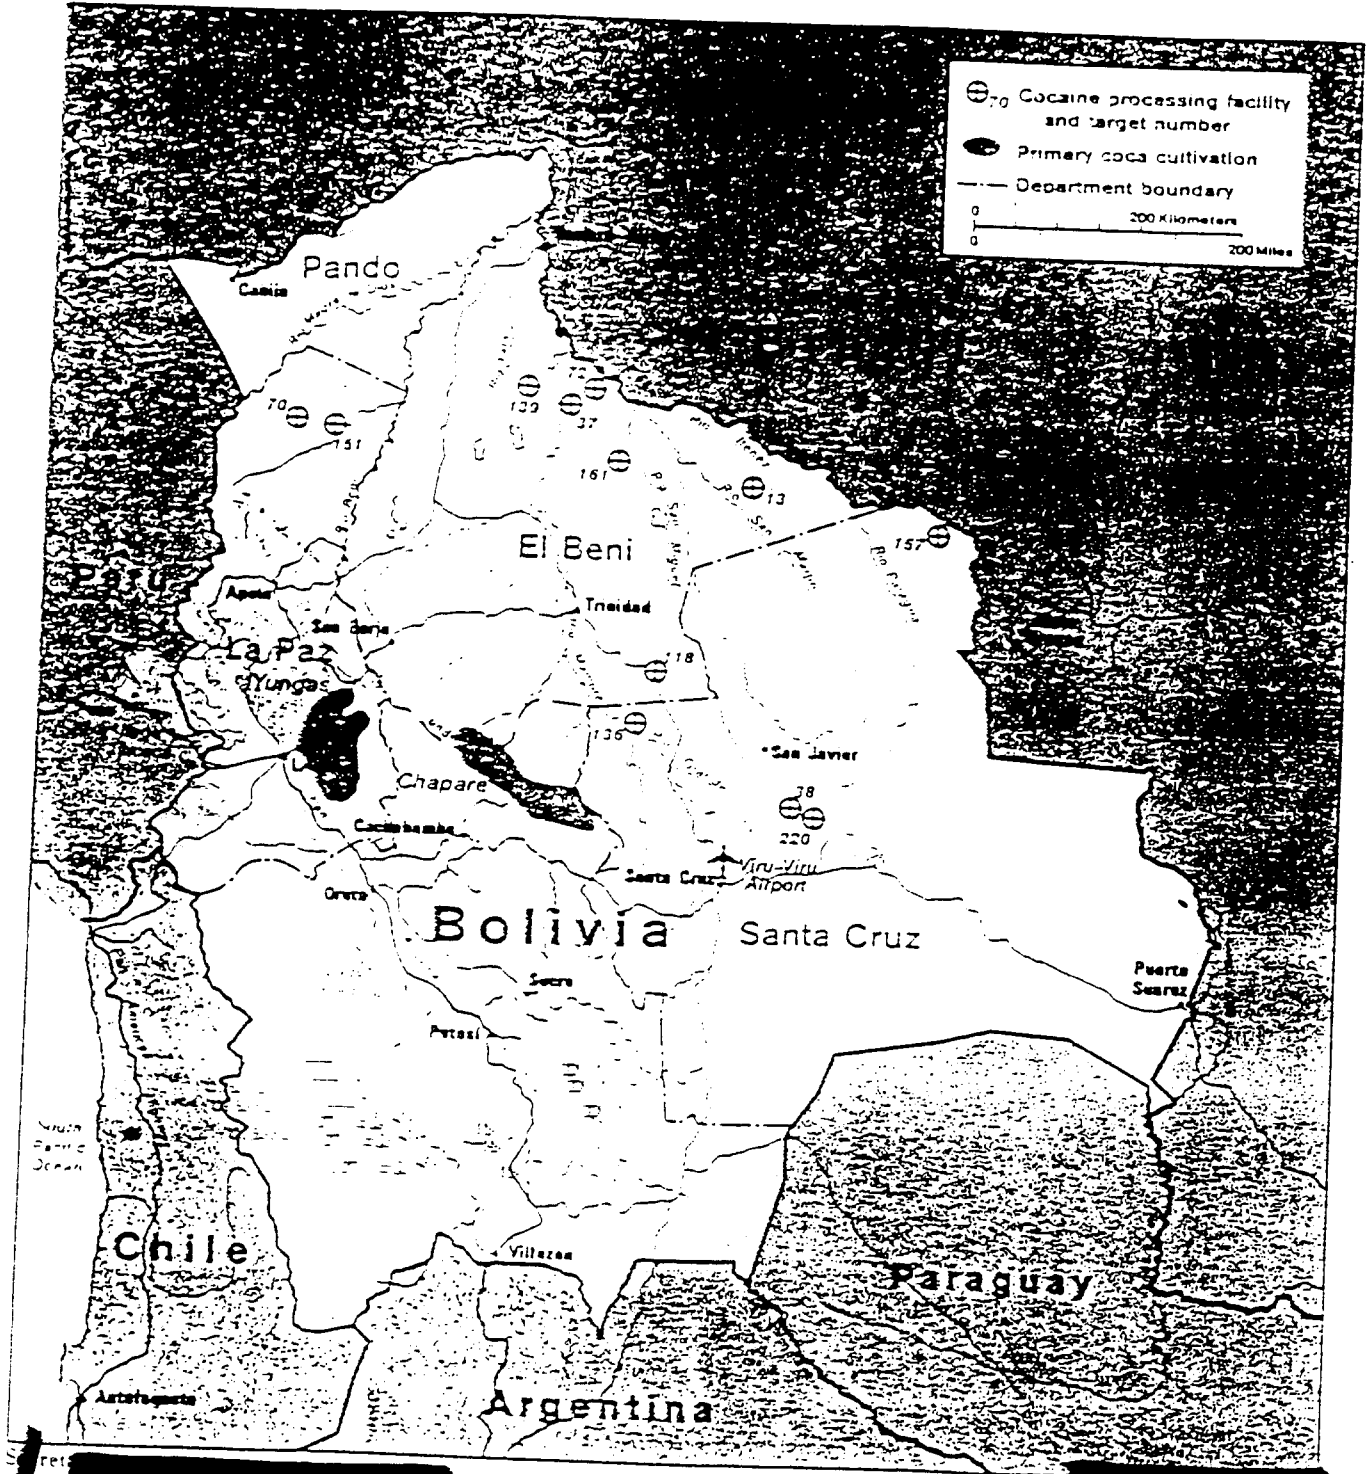 70 Cocaine processing facility
and target number
Primary coca cultivation
Department boundary
0 200 Kilometers
0 200 Miles
Pando
Cobija
72
139
37
70
151
161
13
157
El Beni
Peru
Apolo
Trinidad
San Borja
La Paz
118
Yungas
136
San Javier
Chapare
38
220
Cochabamba
Viru-Viru
Airport
Santa Cruz
Oruro
Bolivia
Santa Cruz
Sucre
Puerto
Suarez
Potosi
South
Pacific
Ocean
Chile
Villazon
Paraguay
Antofagasta
Argentina